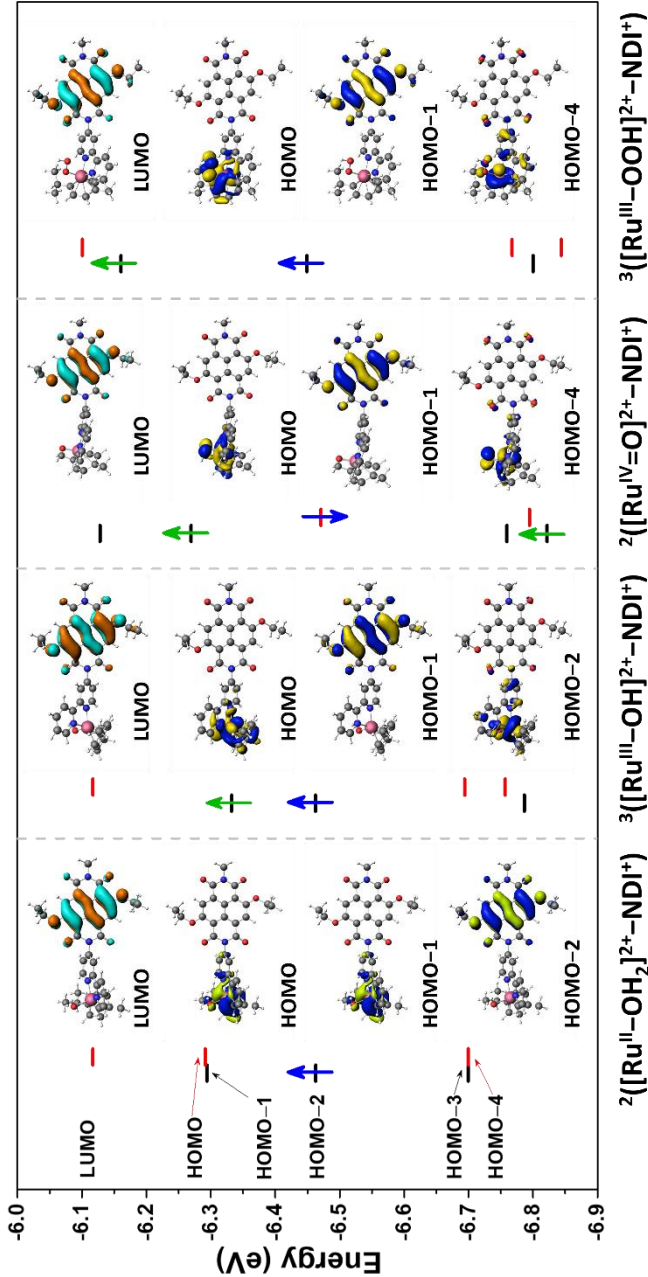 Energy (eV)
-6.0
-6.1
-6.2
-6.3
-6.4
-6.5
-6.6
-6.7
-6.8
-6.9
LUMO
HOMO
HOMO−1
HOMO−2
HOMO−3
HOMO−4
LUMO
HOMO
HOMO−1
HOMO−2
²([Ruᴵᴵ−OH₂]²⁺−NDI⁺)
LUMO
HOMO
HOMO−1
HOMO−2
³([Ruᴵᴵᴵ−OH]²⁺−NDI⁺)
LUMO
HOMO
HOMO−1
HOMO−4
²([Ruᴵⱽ=O]²⁺−NDI⁺)
LUMO
HOMO
HOMO−1
HOMO−4
³([Ruᴵᴵᴵ−OOH]²⁺−NDI⁺)